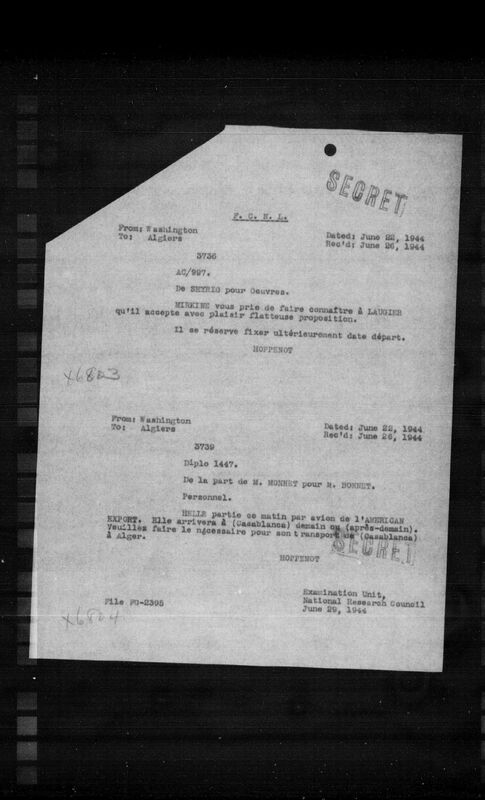 SECRET
F. C. N. L.
From: Washington
To: Algiers
Dated: June 22, 1944
Rec'd: June 26, 1944
3736
AC/997.
De SEYRIG pour Oeuvres.
MIRKINE vous prie de faire connaître à LAUGIER
qu'il accepte avec plaisir flatteuse proposition.
Il se réserve fixer ultérieurement date départ.
HOPPENOT
x6823
From: Washington
To: Algiers
Dated: June 22, 1944
Rec'd: June 26, 1944
3739
Diplo 1447.
De la part de M. MONNET pour M. BONNET.
Personnel.
HELLE partie ce matin par avion de l'AMERICAN
EXPORT. Elle arrivera à (Casablanca) demain ou (après-demain).
Veuillez faire le nécessaire pour son transport de (Casablanca)
à Alger.
SECRET
HOPPENOT
File FG-2395
Examination Unit,
National Research Council
June 29, 1944
x6824